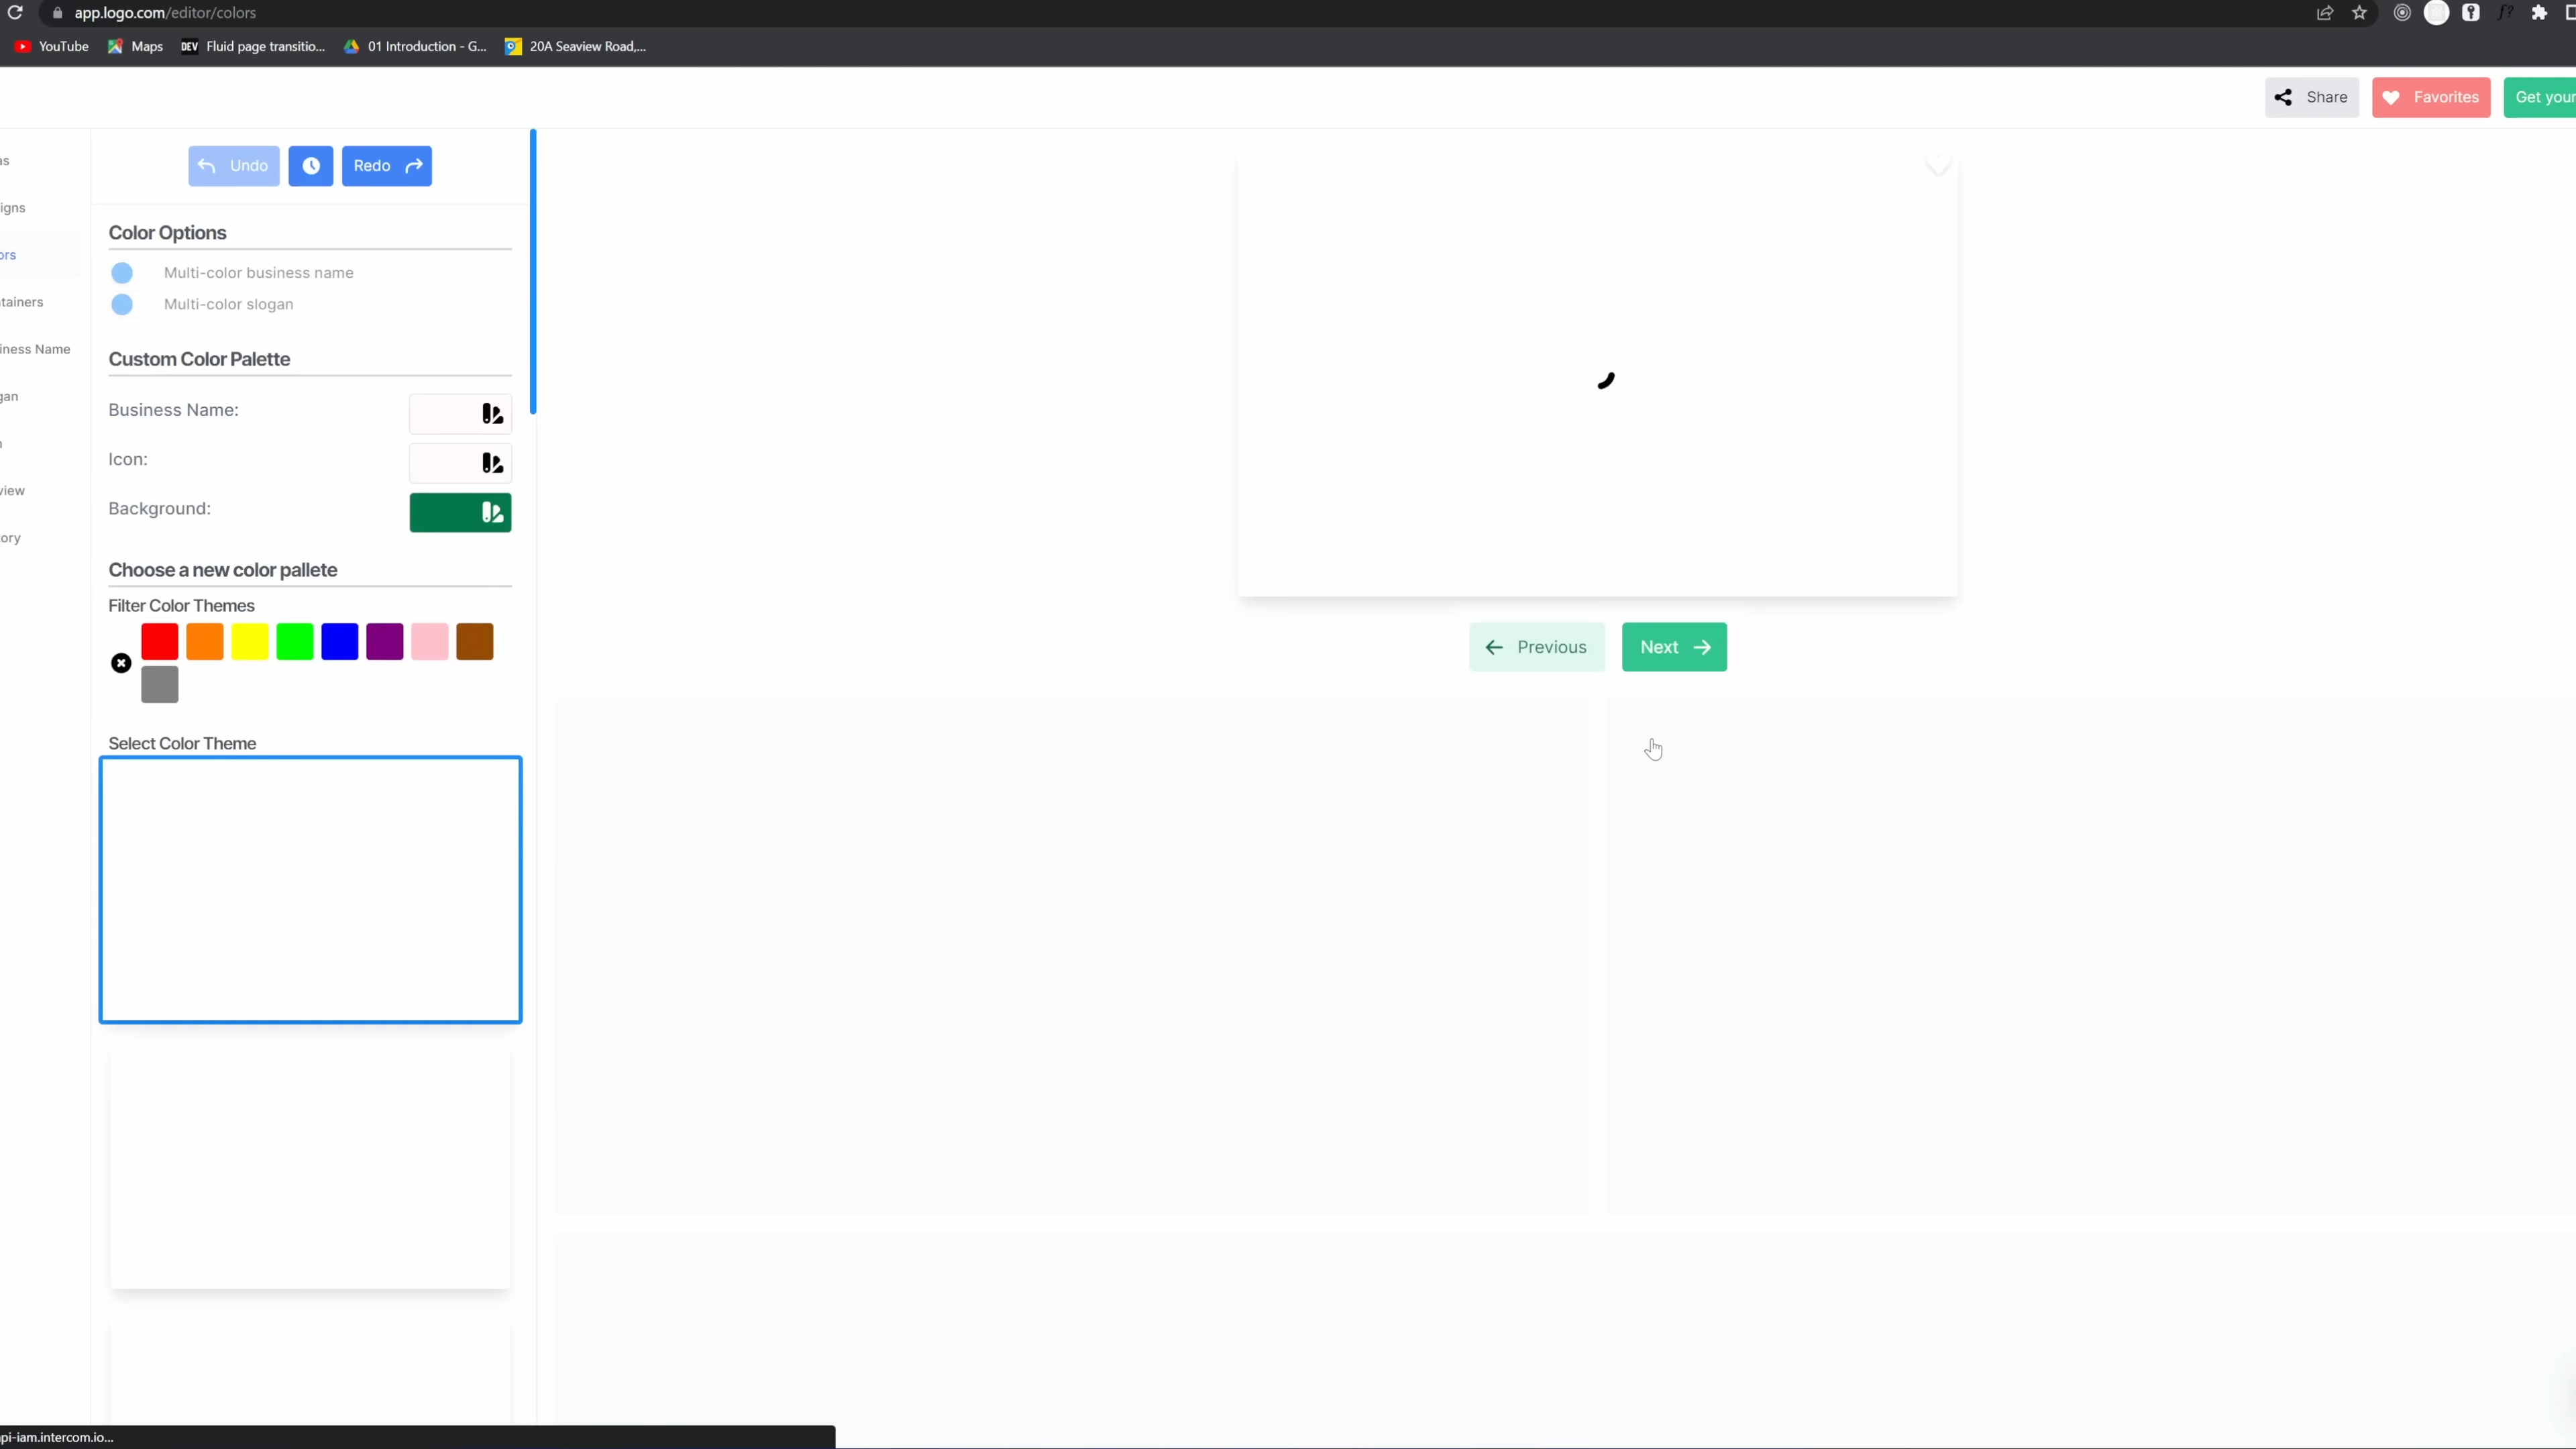 app.logo.com/editor/colors
YouTube Maps DEV Fluid page transitio... 01 Introduction - G... 20A Seaview Road,...
f?
Share Favorites Get your
as
igns
ors
tainers
iness Name
gan
n
view
ory
Undo Redo
Color Options
Multi-color business name
Multi-color slogan
Custom Color Palette
Business Name:
Icon:
Background:
Choose a new color pallete
Filter Color Themes
Select Color Theme
Previous Next
pi-iam.intercom.io...